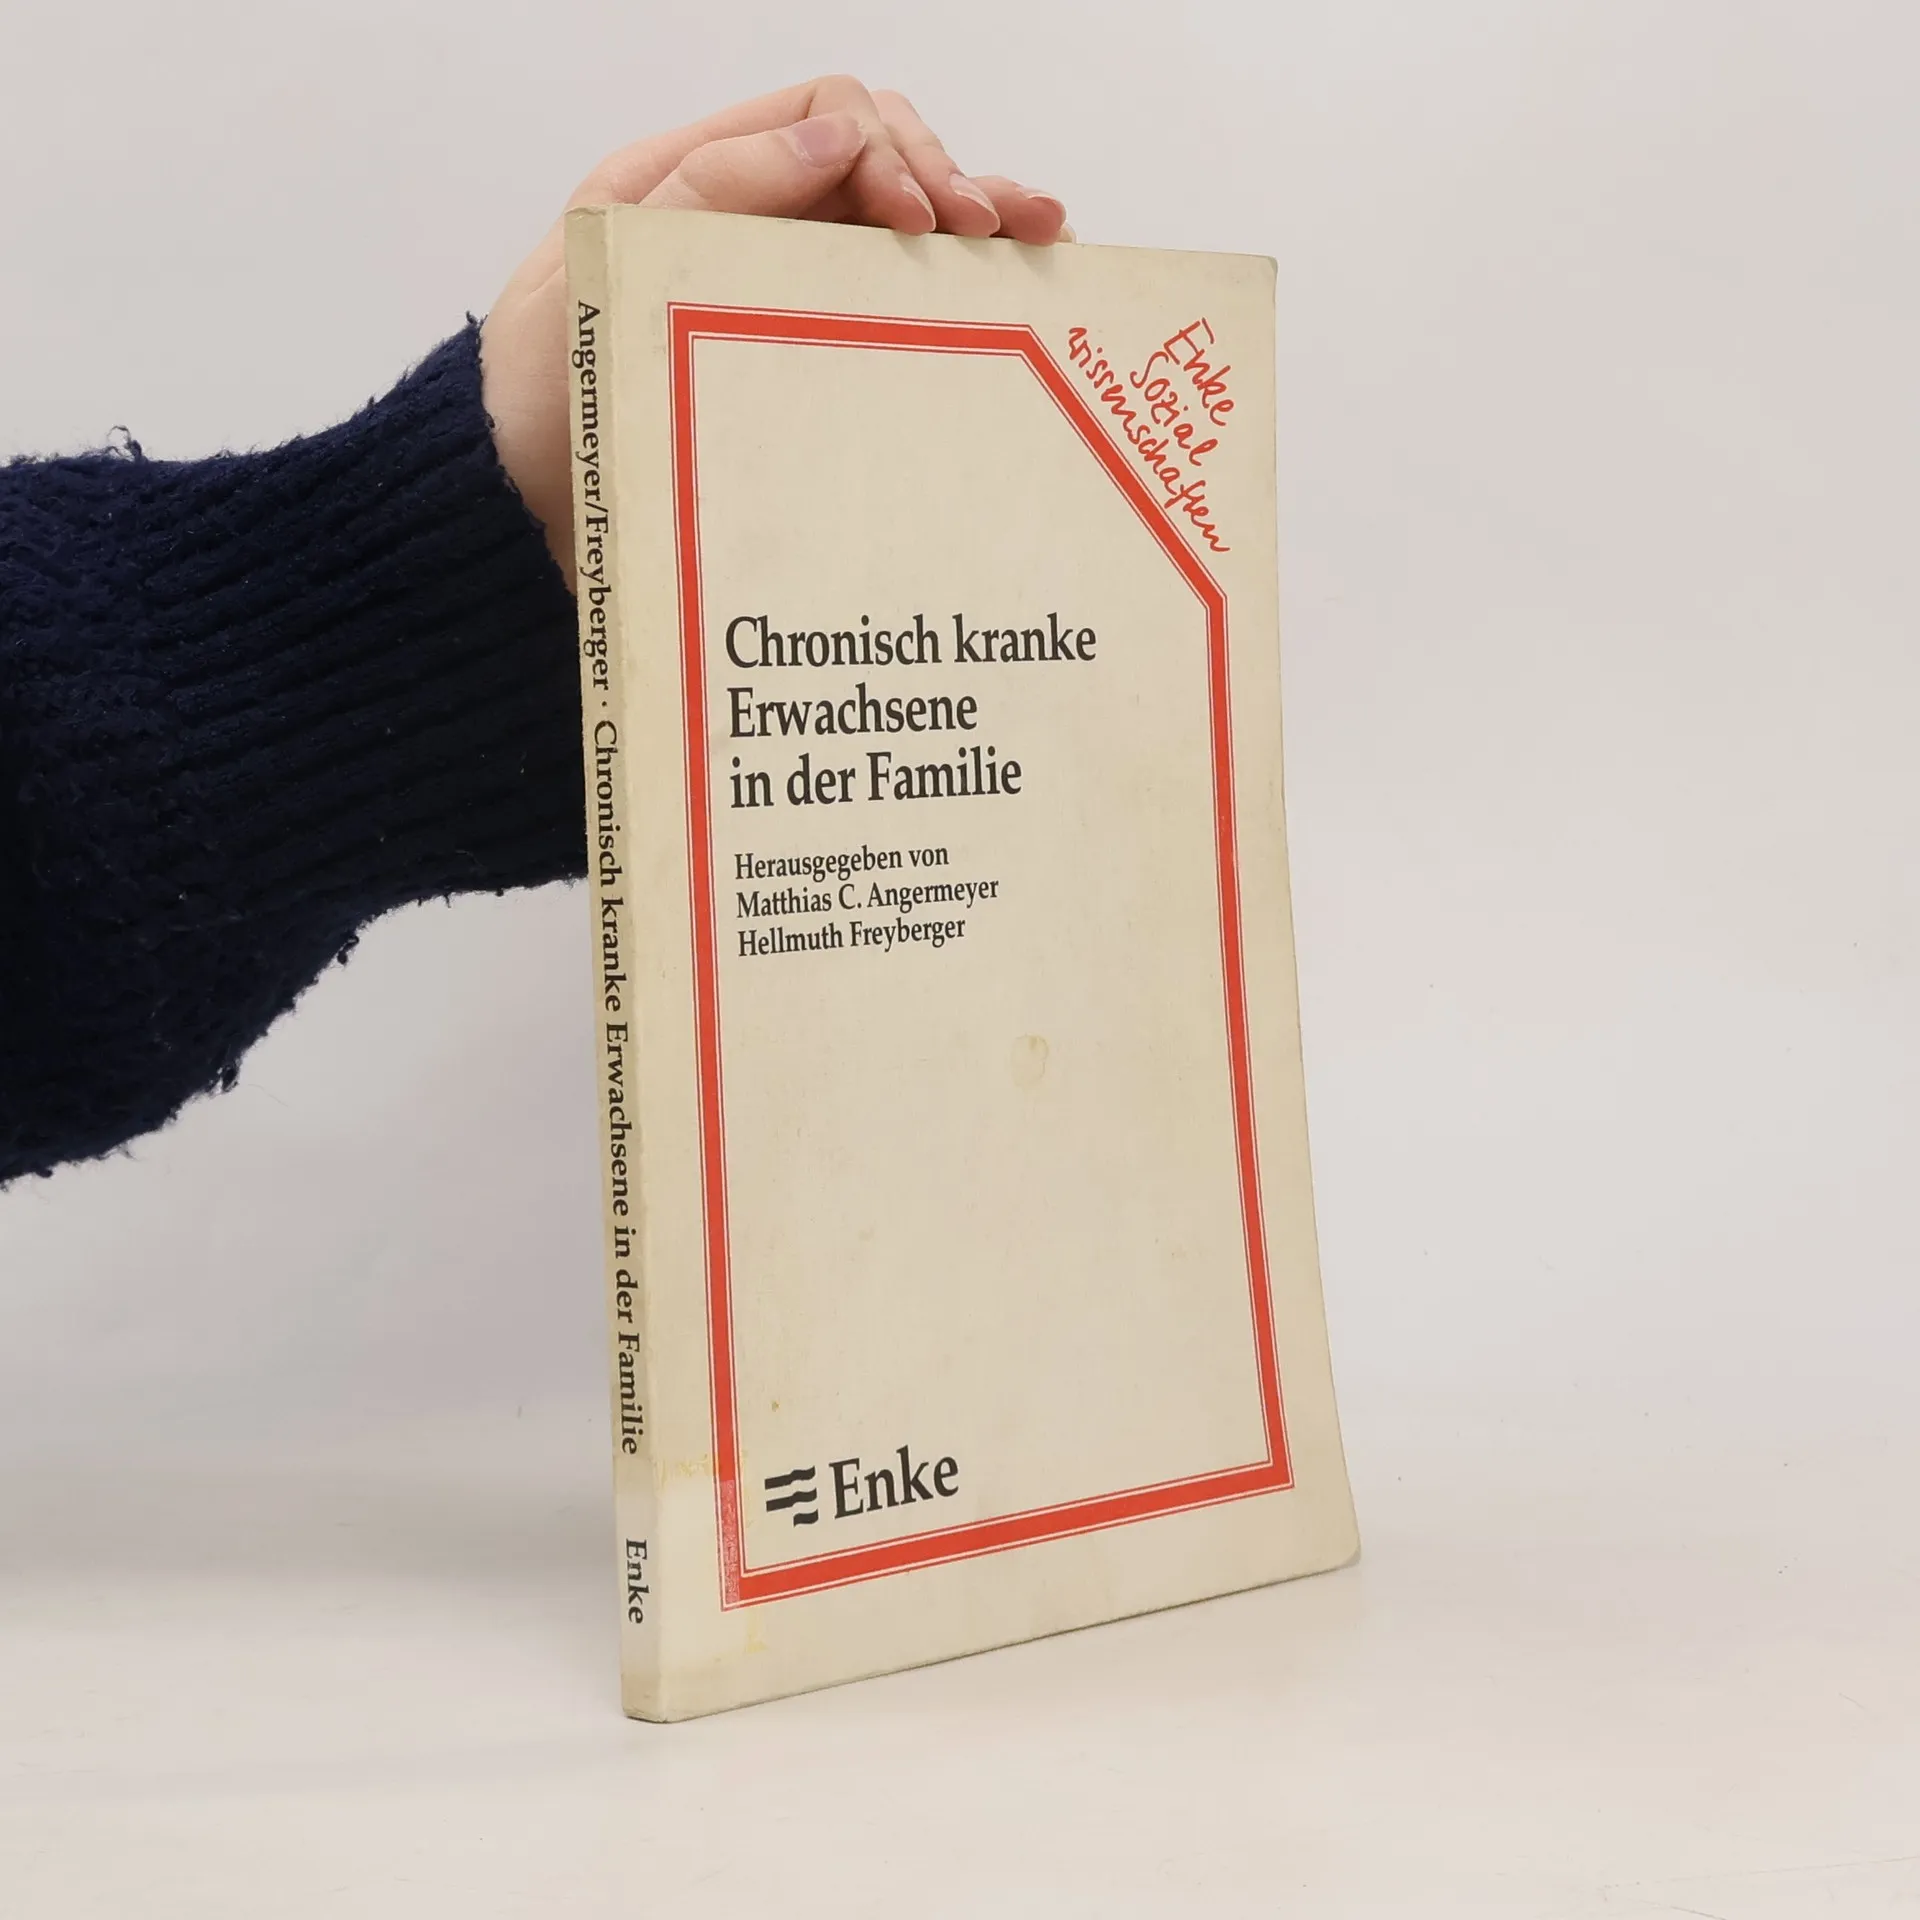 Enke
Sozial
wissenschaften
Chronisch kranke
Erwachsene
in der Familie
Herausgegeben von
Matthias C. Angermeyer
Hellmuth Freyberger
Enke
Angermeyer/Freyberger · Chronisch kranke Erwachsene in der Familie Enke